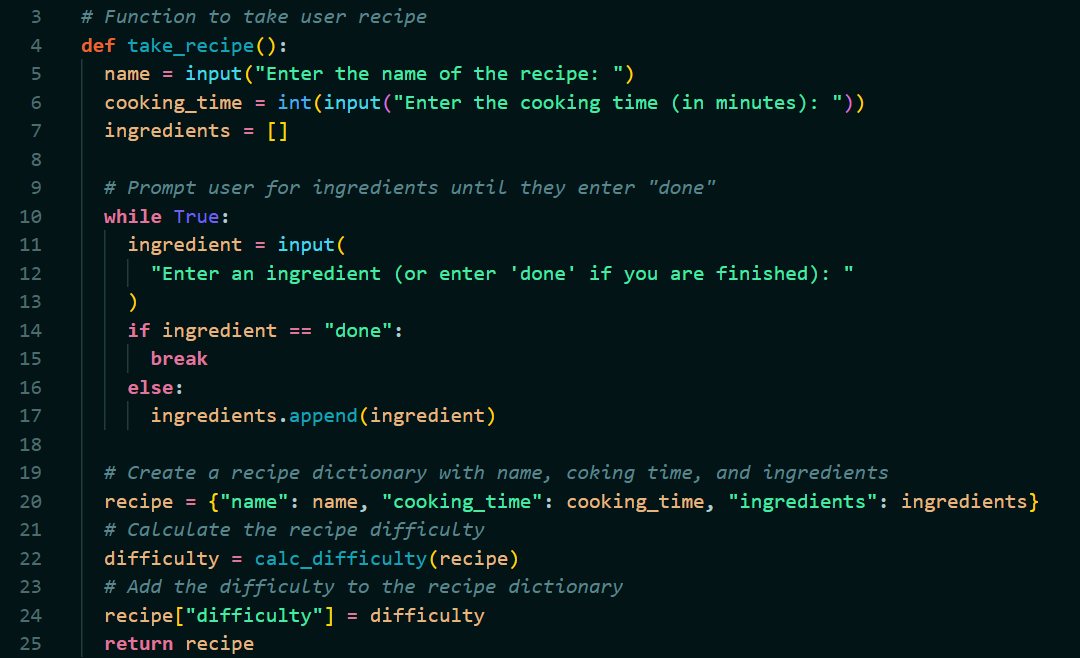 3 # Function to take user recipe
4 def take_recipe():
5   name = input("Enter the name of the recipe: ")
6   cooking_time = int(input("Enter the cooking time (in minutes): "))
7   ingredients = []
8
9   # Prompt user for ingredients until they enter "done"
10   while True:
11     ingredient = input(
12       "Enter an ingredient (or enter 'done' if you are finished): "
13     )
14     if ingredient == "done":
15       break
16     else:
17       ingredients.append(ingredient)
18
19   # Create a recipe dictionary with name, coking time, and ingredients
20   recipe = {"name": name, "cooking_time": cooking_time, "ingredients": ingredients}
21   # Calculate the recipe difficulty
22   difficulty = calc_difficulty(recipe)
23   # Add the difficulty to the recipe dictionary
24   recipe["difficulty"] = difficulty
25   return recipe